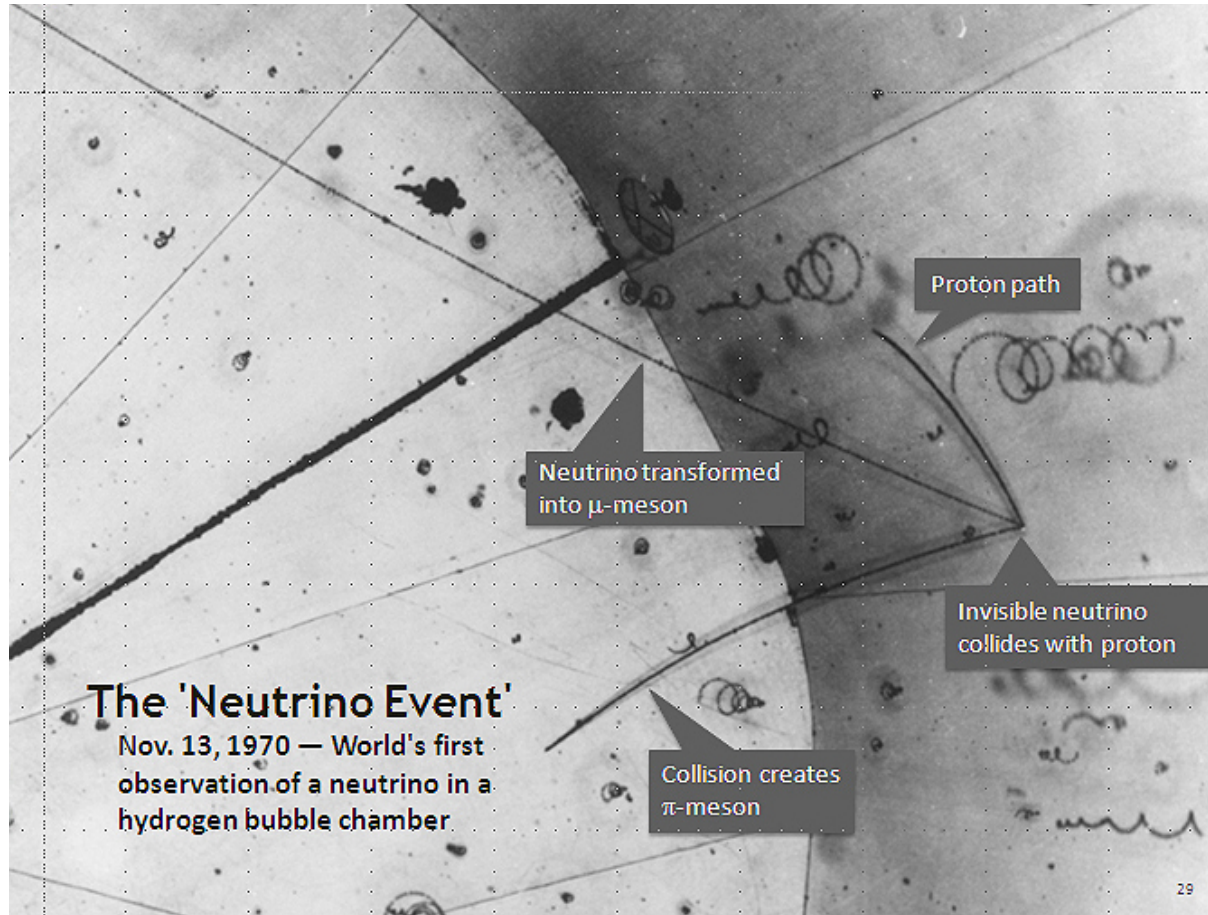 Proton path
Neutrino transformed
into μ-meson
Invisible neutrino
collides with proton
The 'Neutrino Event'
Nov. 13, 1970 — World's first
observation of a neutrino in a
hydrogen bubble chamber
Collision creates
π-meson
29